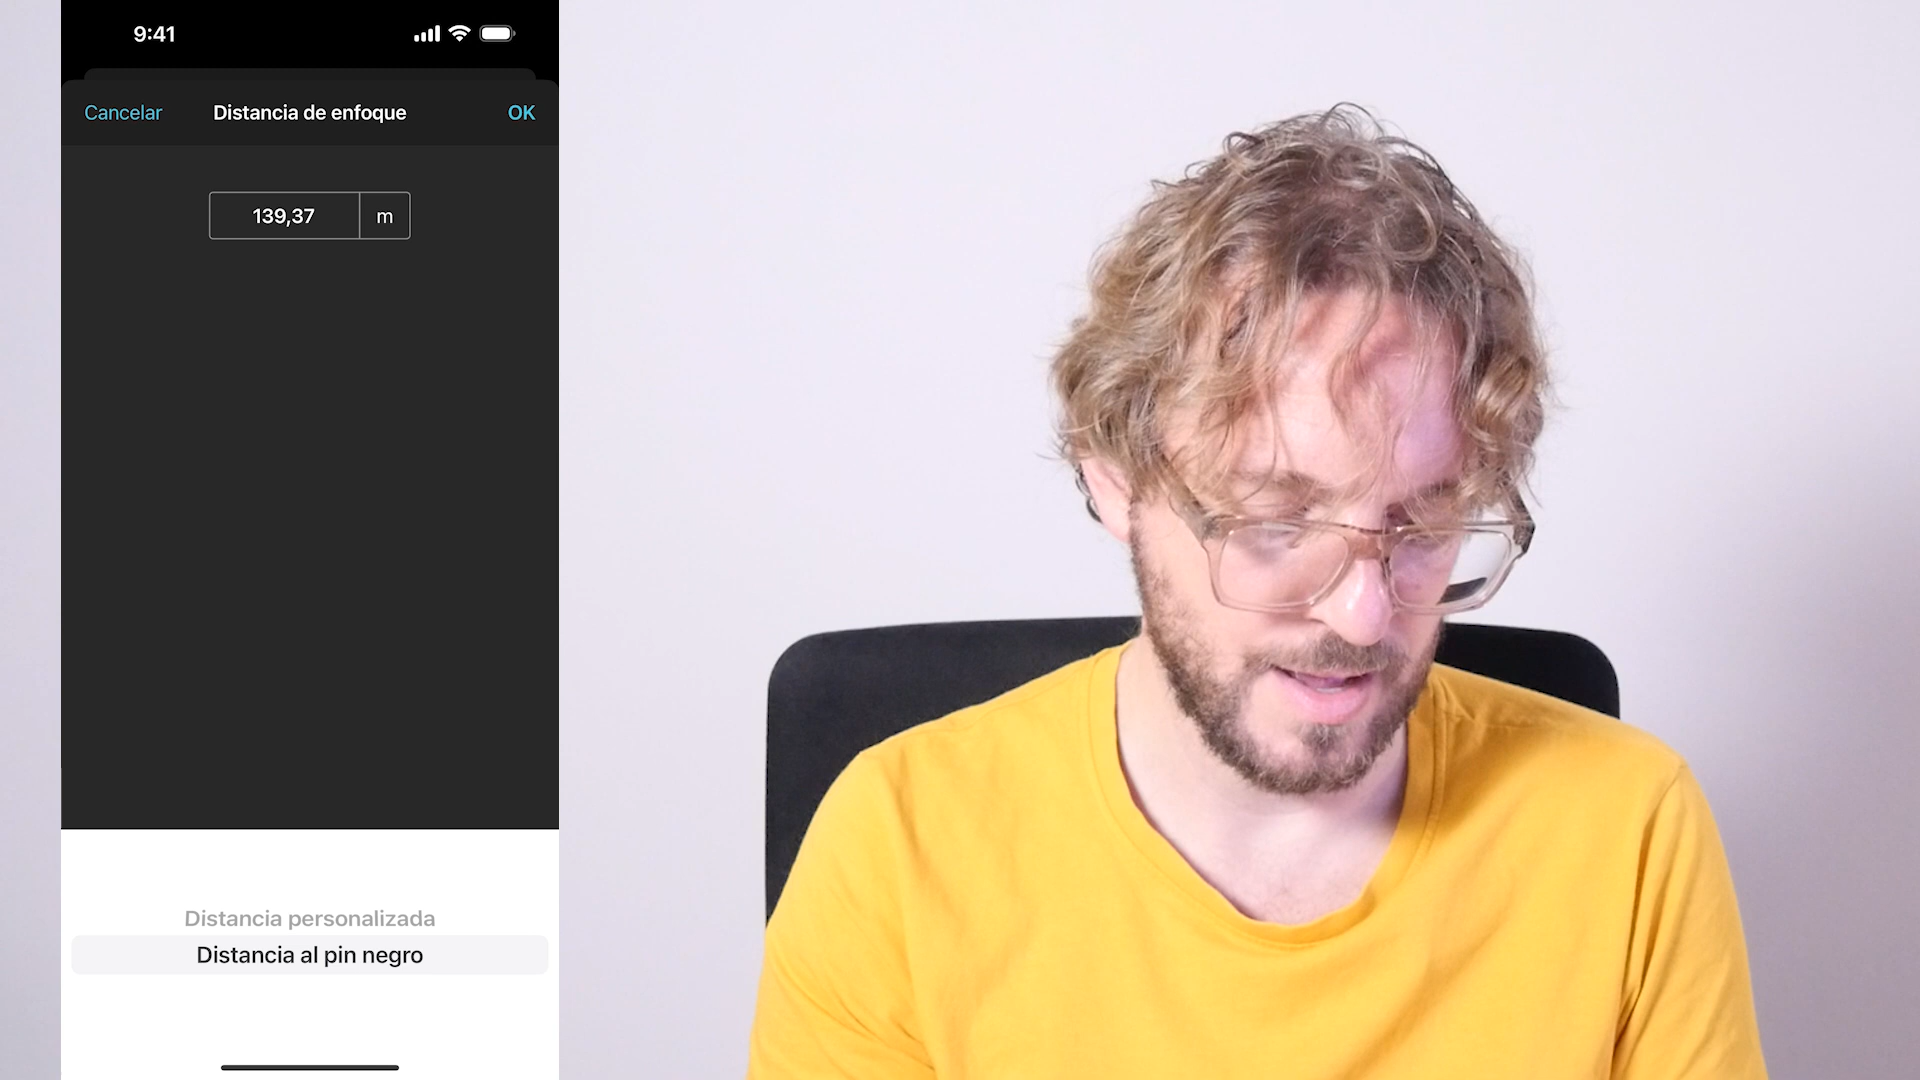 9:41
Cancelar
Distancia de enfoque
OK
139,37 m
Distancia personalizada
Distancia al pin negro